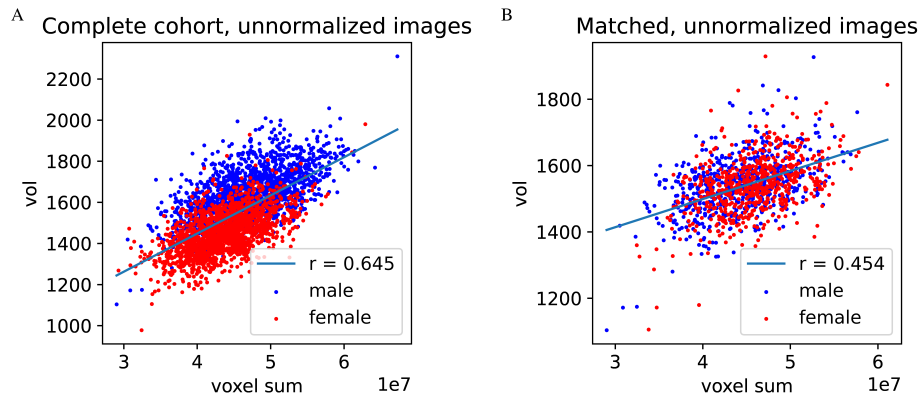 A
Complete cohort, unnormalized images
2200
2000
1800
1600
1400
1200
1000
vol
r = 0.645
male
female
3
4
5
6
1e7
voxel sum
B
Matched, unnormalized images
1800
1600
1400
1200
vol
r = 0.454
male
female
3
4
5
6
1e7
voxel sum